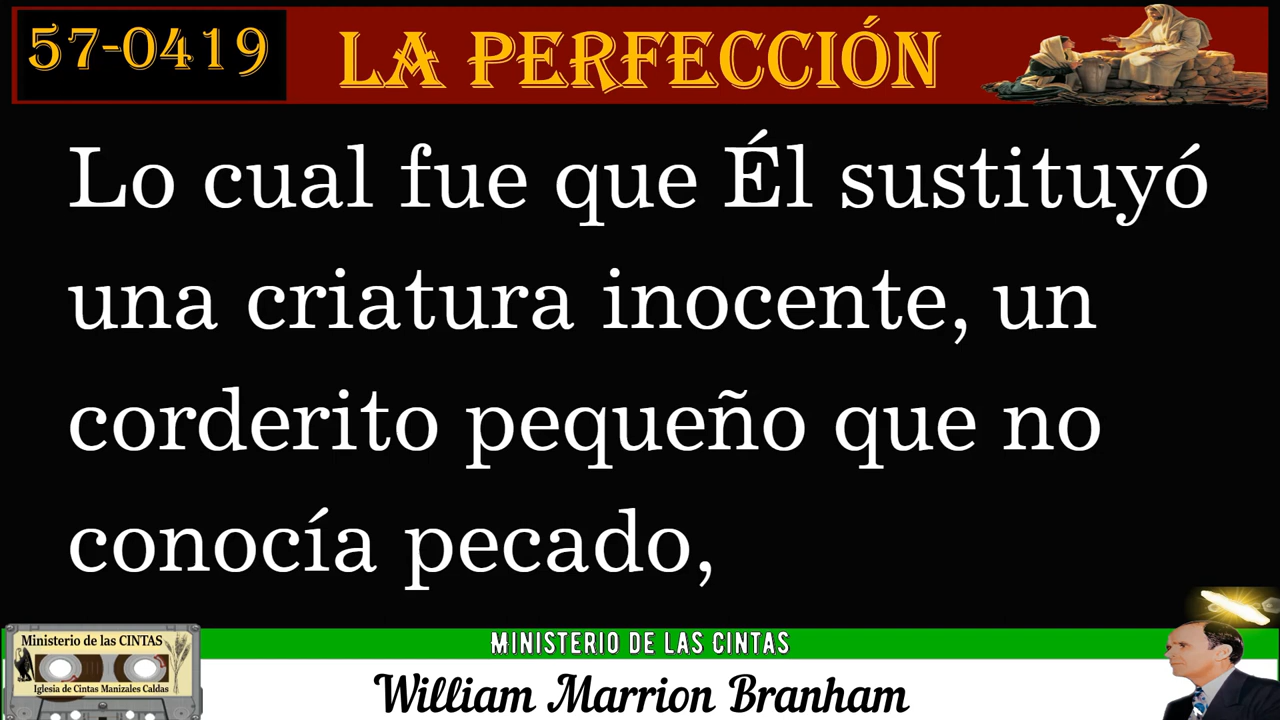 57-0419
LA PERFECCIÓN
Lo cual fue que Él sustituyó
una criatura inocente, un
corderito pequeño que no
conocía pecado,
Ministerio de las CINTAS
Iglesia de Cintas Manizales Caldas
MINISTERIO DE LAS CINTAS
William Marrion Branham